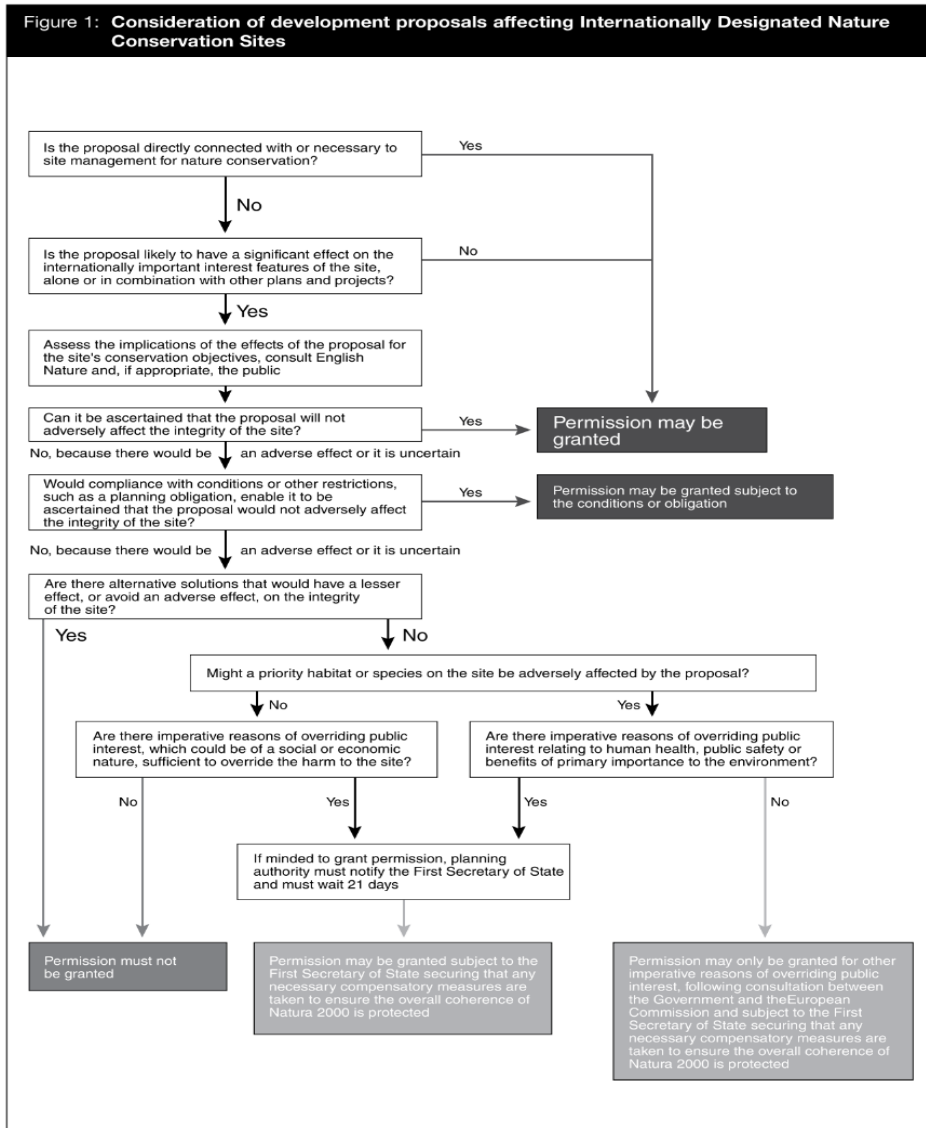 Figure 1: Consideration of development proposals affecting Internationally Designated Nature
Conservation Sites
Is the proposal directly connected with or necessary to
site management for nature conservation?
Yes
No
Is the proposal likely to have a significant effect on the
internationally important interest features of the site,
alone or in combination with other plans and projects?
No
Yes
Assess the implications of the effects of the proposal for
the site's conservation objectives, consult English
Nature and, if appropriate, the public
Can it be ascertained that the proposal will not
adversely affect the integrity of the site?
Yes
Permission may be
granted
No, because there would be an adverse effect or it is uncertain
Would compliance with conditions or other restrictions,
such as a planning obligation, enable it to be
ascertained that the proposal would not adversely affect
the integrity of the site?
Yes
Permission may be granted subject to
the conditions or obligation
No, because there would be an adverse effect or it is uncertain
Are there alternative solutions that would have a lesser
effect, or avoid an adverse effect, on the integrity
of the site?
Yes
No
Might a priority habitat or species on the site be adversely affected by the proposal?
No
Yes
Are there imperative reasons of overriding public
interest, which could be of a social or economic
nature, sufficient to override the harm to the site?
Are there imperative reasons of overriding public
interest relating to human health, public safety or
benefits of primary importance to the environment?
No
Yes
Yes
No
If minded to grant permission, planning
authority must notify the First Secretary of State
and must wait 21 days
Permission must not
be granted
Permission may be granted subject to the
First Secretary of State securing that any
necessary compensatory measures are
taken to ensure the overall coherence of
Natura 2000 is protected
Permission may only be granted for other
imperative reasons of overriding public
interest, following consultation between
the Government and theEuropean
Commission and subject to the First
Secretary of State securing that any
necessary compensatory measures are
taken to ensure the overall coherence of
Natura 2000 is protected